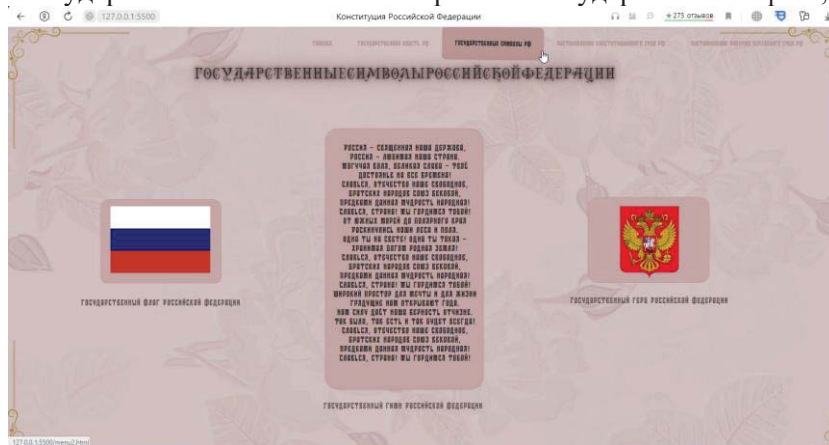 127.0.0.1:5500
Конституция Российской Федерации
★275 отзывов
ГЛАВНАЯ ГОСУДАРСТВЕННАЯ ВЛАСТЬ РФ ГОСУДАРСТВЕННЫЕ СИМВОЛЫ РФ
ГОСУДАРСТВЕННЫЕСИМВОЛЫРОССИЙСКОЙФЕДЕРАЦИИ
РОССИЯ – СВЯЩЕННАЯ НАША ДЕРЖАВА,
РОССИЯ – ЛЮБИМАЯ НАША СТРАНА.
МОГУЧАЯ ВОЛЯ, ВЕЛИКАЯ СЛАВА – ТВОЁ
ДОСТОЯНЬЕ НА ВСЕ ВРЕМЕНА!
СЛАВЬСЯ, ОТЕЧЕСТВО НАШЕ СВОБОДНОЕ,
БРАТСКИХ НАРОДОВ СОЮЗ ВЕКОВОЙ,
ПРЕДКАМИ ДАННАЯ МУДРОСТЬ НАРОДНАЯ!
СЛАВЬСЯ, СТРАНА! МЫ ГОРДИМСЯ ТОБОЙ!
ОТ ЮЖНЫХ МОРЕЙ ДО ПОЛЯРНОГО КРАЯ
РАСКИНУЛИСЬ НАШИ ЛЕСА И ПОЛЯ.
ОДНА ТЫ НА СВЕТЕ! ОДНА ТЫ ТАКАЯ –
ХРАНИМАЯ БОГОМ РОДНАЯ ЗЕМЛЯ!
СЛАВЬСЯ, ОТЕЧЕСТВО НАШЕ СВОБОДНОЕ,
БРАТСКИХ НАРОДОВ СОЮЗ ВЕКОВОЙ,
ПРЕДКАМИ ДАННАЯ МУДРОСТЬ НАРОДНАЯ!
СЛАВЬСЯ, СТРАНА! МЫ ГОРДИМСЯ ТОБОЙ!
ШИРОКИЙ ПРОСТОР ДЛЯ МЕЧТЫ И ДЛЯ ЖИЗНИ
ГРЯДУЩИЕ НАМ ОТКРЫВАЮТ ГОДА.
НАМ СИЛУ ДАЁТ НАША ВЕРНОСТЬ ОТЧИЗНЕ.
ТАК БЫЛО, ТАК ЕСТЬ И ТАК БУДЕТ ВСЕГДА!
СЛАВЬСЯ, ОТЕЧЕСТВО НАШЕ СВОБОДНОЕ,
БРАТСКИХ НАРОДОВ СОЮЗ ВЕКОВОЙ,
ПРЕДКАМИ ДАННАЯ МУДРОСТЬ НАРОДНАЯ!
СЛАВЬСЯ, СТРАНА! МЫ ГОРДИМСЯ ТОБОЙ!
ГОСУДАРСТВЕННЫЙ ФЛАГ РОССИЙСКОЙ ФЕДЕРАЦИИ
ГОСУДАРСТВЕННЫЙ ГЕРБ РОССИЙСКОЙ ФЕДЕРАЦИИ
ГОСУДАРСТВЕННЫЙ ГИМН РОССИЙСКОЙ ФЕДЕРАЦИИ
127.0.0.1:5500/menu2.html